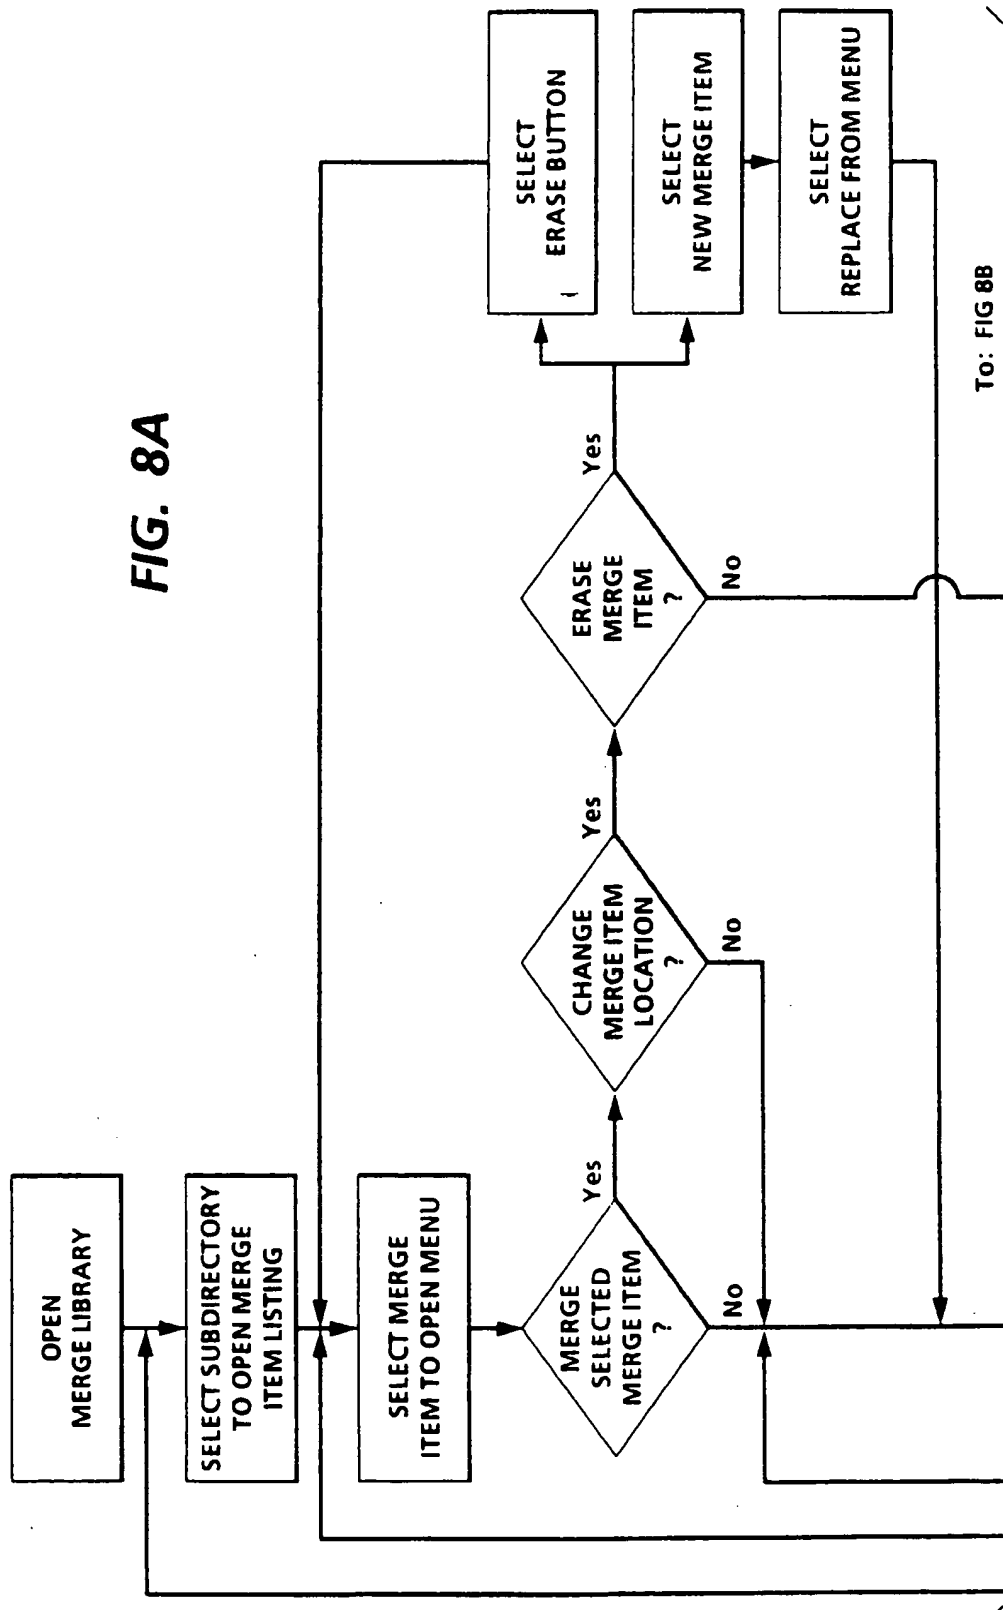 FIG. 8A
OPEN
MERGE LIBRARY
SELECT SUBDIRECTORY
TO OPEN MERGE
ITEM LISTING
SELECT MERGE
ITEM TO OPEN MENU
MERGE
SELECTED
MERGE ITEM
?
Yes
No
CHANGE
MERGE ITEM
LOCATION
?
Yes
No
ERASE
MERGE
ITEM
?
Yes
No
SELECT
ERASE BUTTON
SELECT
NEW MERGE ITEM
SELECT
REPLACE FROM MENU
To: FIG 8B